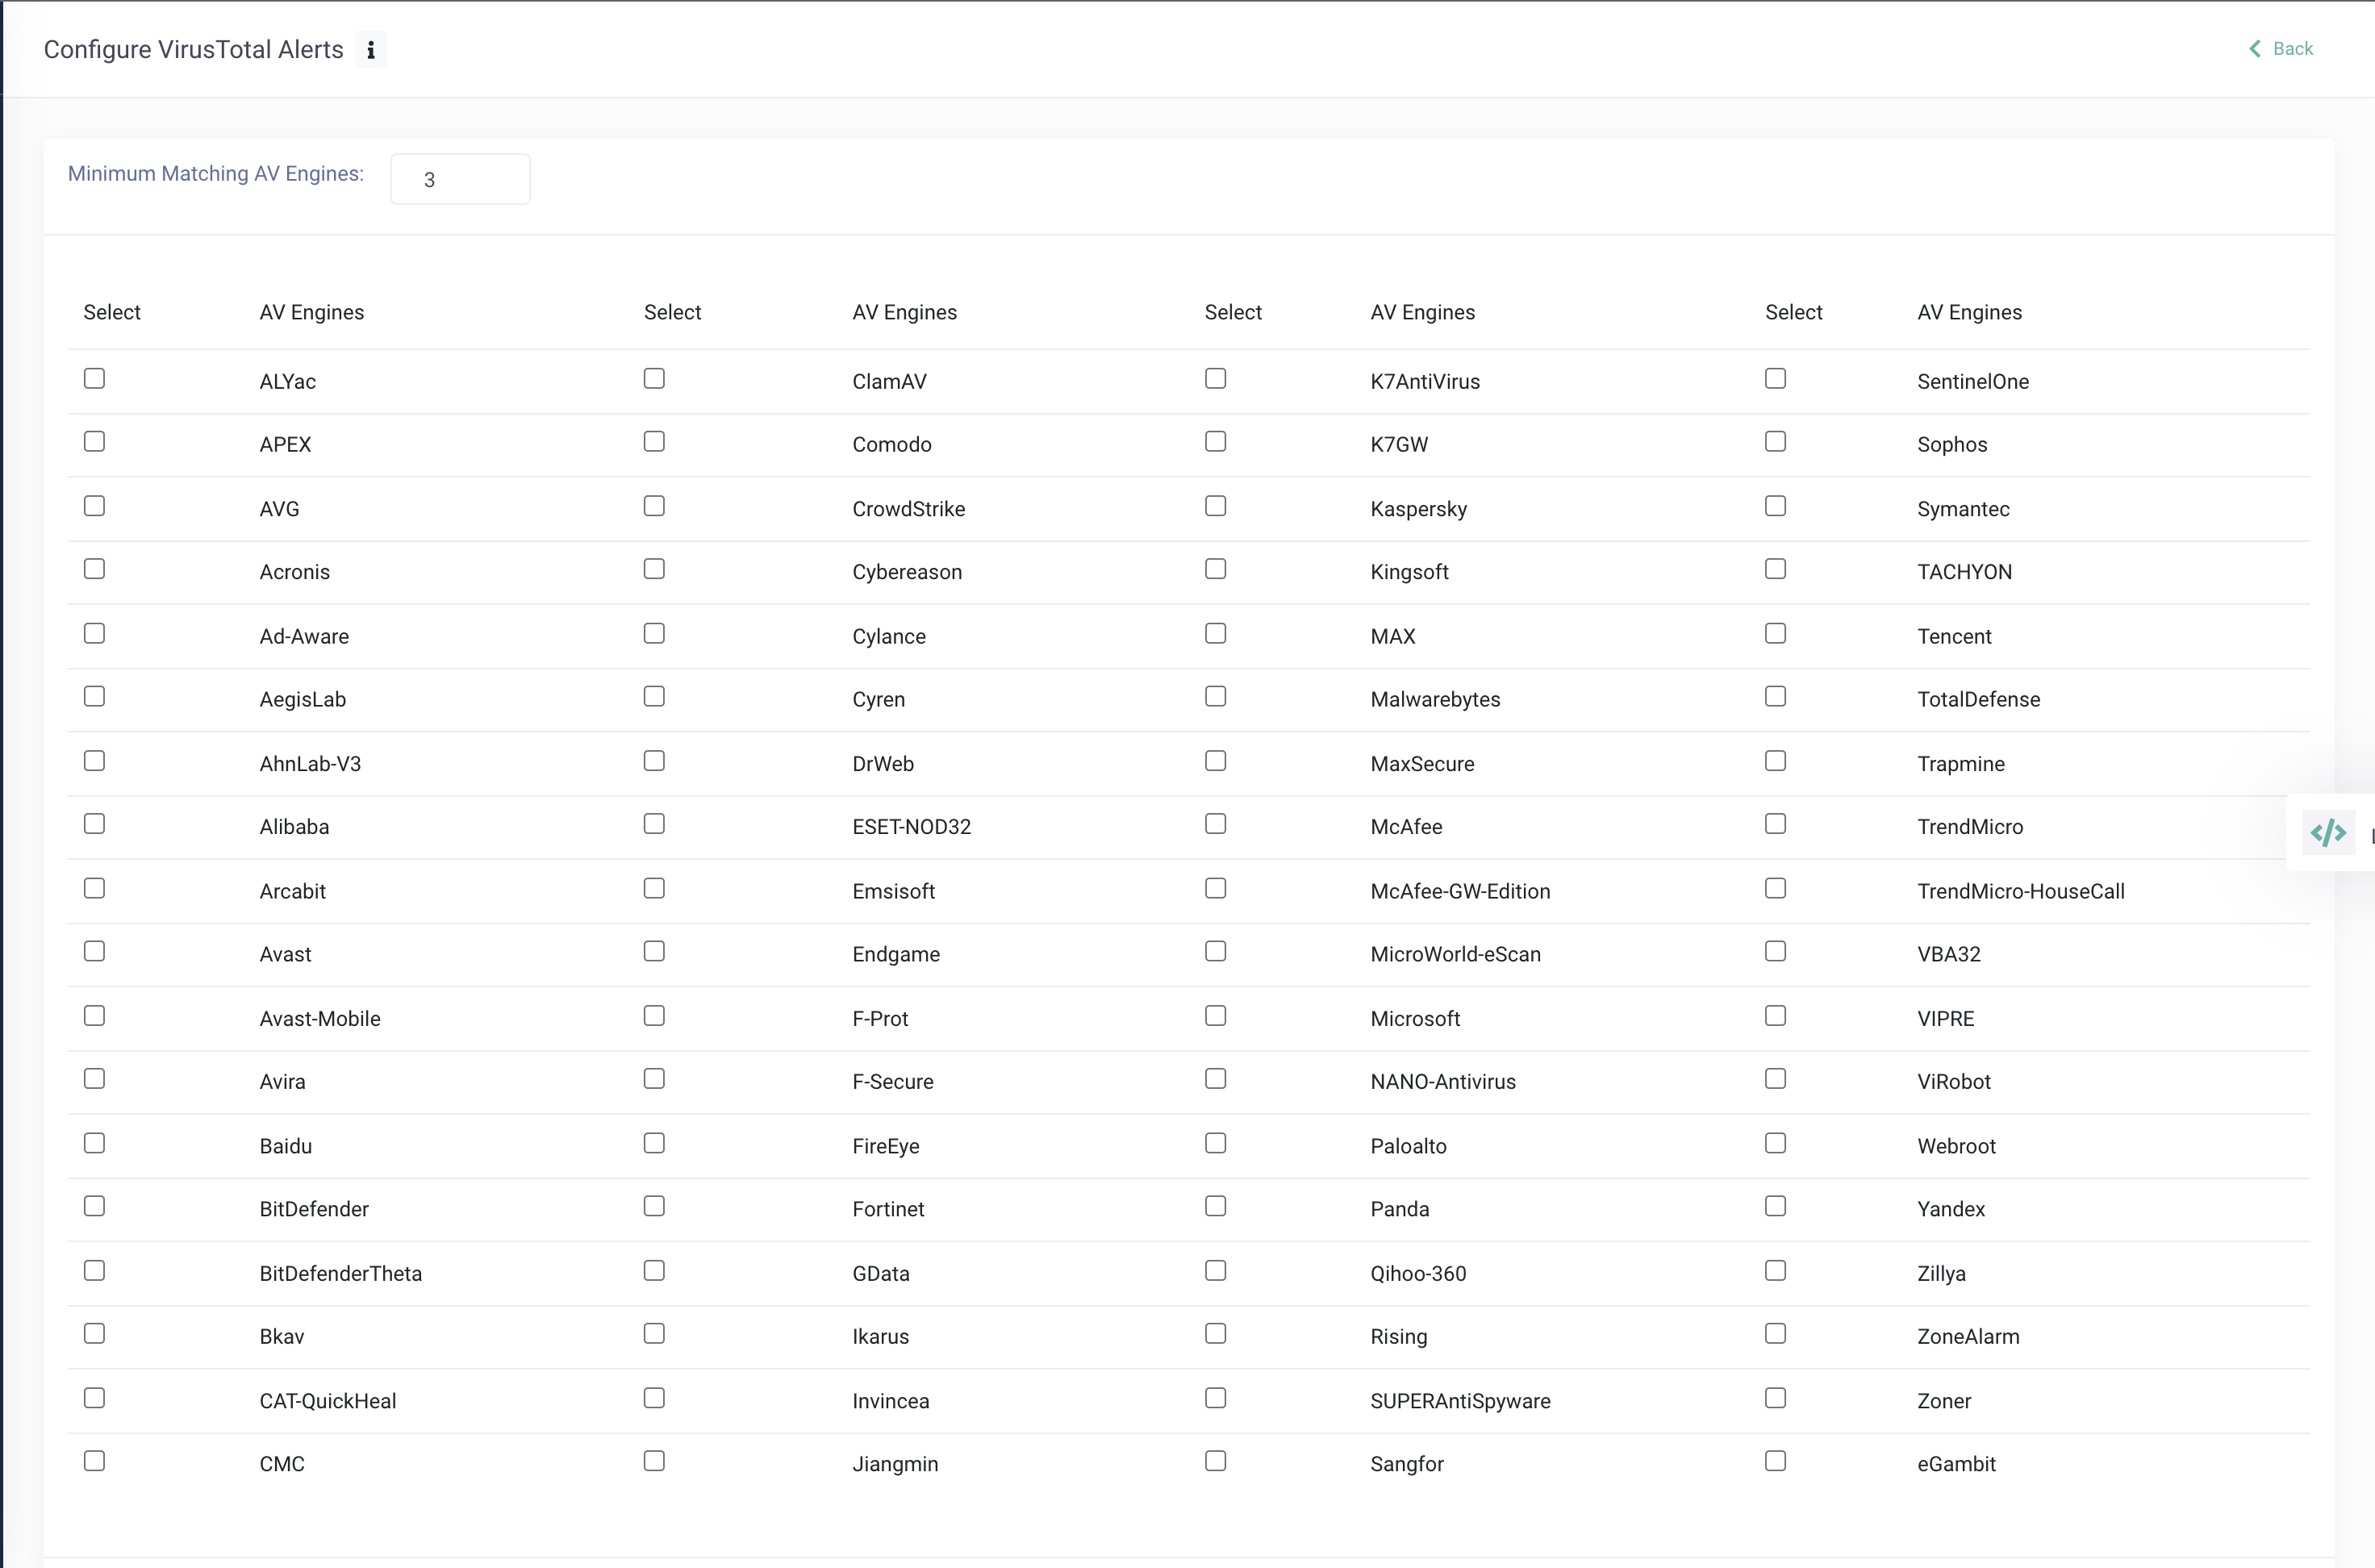 Configure VirusTotal Alerts
Back
Minimum Matching AV Engines: 3
Select AV Engines Select AV Engines Select AV Engines Select AV Engines
ALYac ClamAV K7AntiVirus SentinelOne
APEX Comodo K7GW Sophos
AVG CrowdStrike Kaspersky Symantec
Acronis Cybereason Kingsoft TACHYON
Ad-Aware Cylance MAX Tencent
AegisLab Cyren Malwarebytes TotalDefense
AhnLab-V3 DrWeb MaxSecure Trapmine
Alibaba ESET-NOD32 McAfee TrendMicro
Arcabit Emsisoft McAfee-GW-Edition TrendMicro-HouseCall
Avast Endgame MicroWorld-eScan VBA32
Avast-Mobile F-Prot Microsoft VIPRE
Avira F-Secure NANO-Antivirus ViRobot
Baidu FireEye Paloalto Webroot
BitDefender Fortinet Panda Yandex
BitDefenderTheta GData Qihoo-360 Zillya
Bkav Ikarus Rising ZoneAlarm
CAT-QuickHeal Invincea SUPERAntiSpyware Zoner
CMC Jiangmin Sangfor eGambit